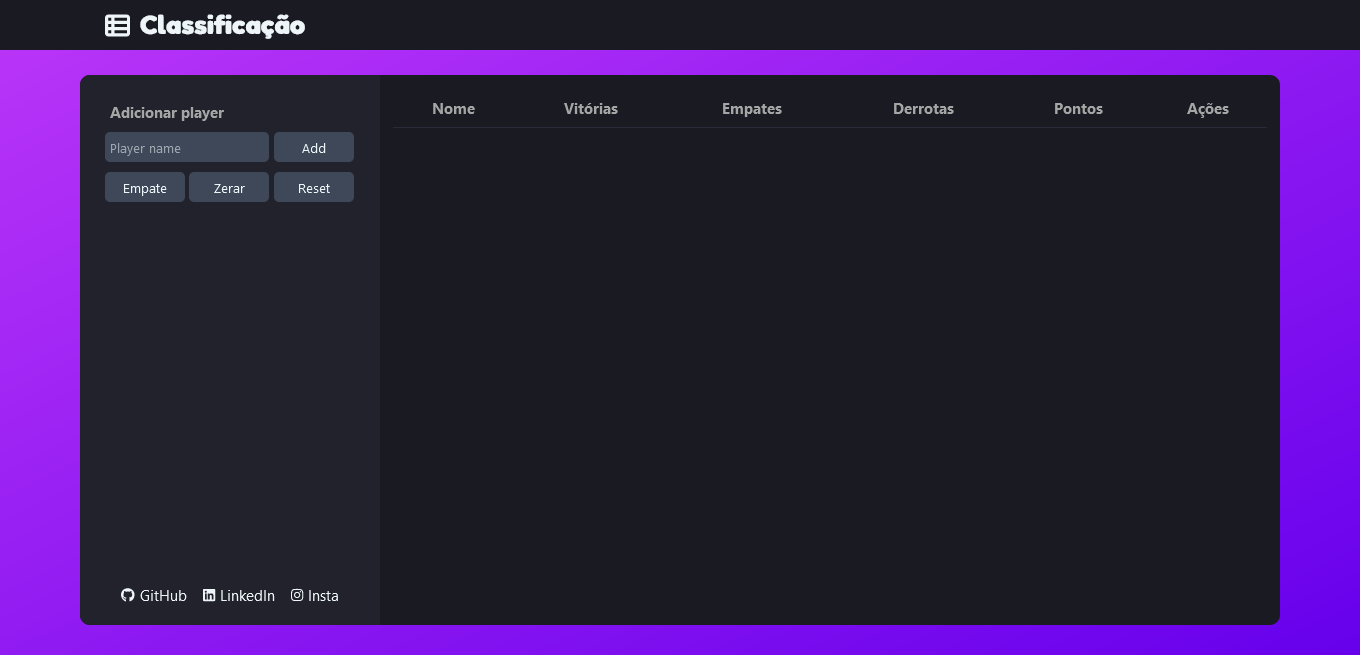 Classificação
Adicionar player
Player name
Add
Empate
Zerar
Reset
Nome
Vitórias
Empates
Derrotas
Pontos
Ações
GitHub
LinkedIn
Insta